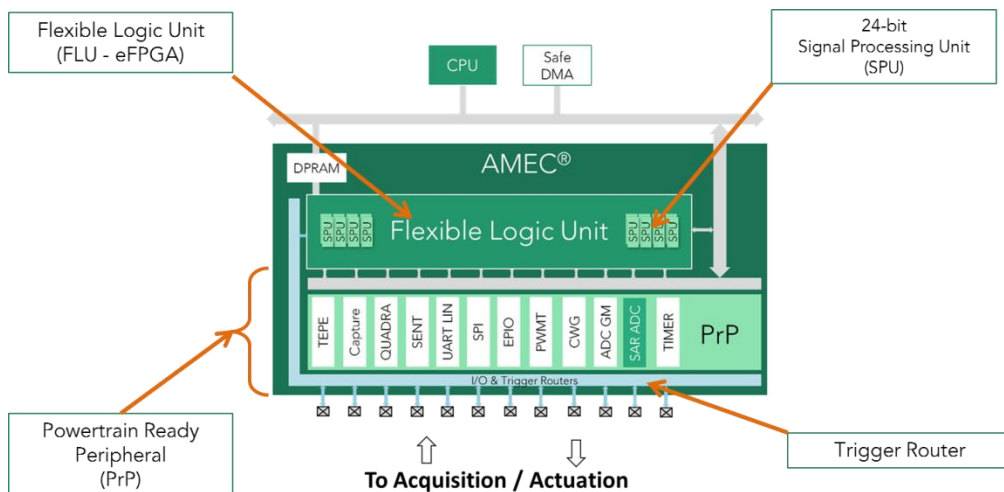 Flexible Logic Unit
(FLU - eFPGA)
24-bit
Signal Processing Unit
(SPU)
CPU
Safe
DMA
DPRAM
AMEC®
SPU
SPU
SPU
SPU
Flexible Logic Unit
SPU
SPU
SPU
SPU
TEPE
Capture
QUADRA
SENT
UART LIN
SPI
EPIO
PWMT
CWG
ADC GM
SAR ADC
TIMER
PrP
I/O & Trigger Routers
Powertrain Ready
Peripheral
(PrP)
Trigger Router
To Acquisition / Actuation